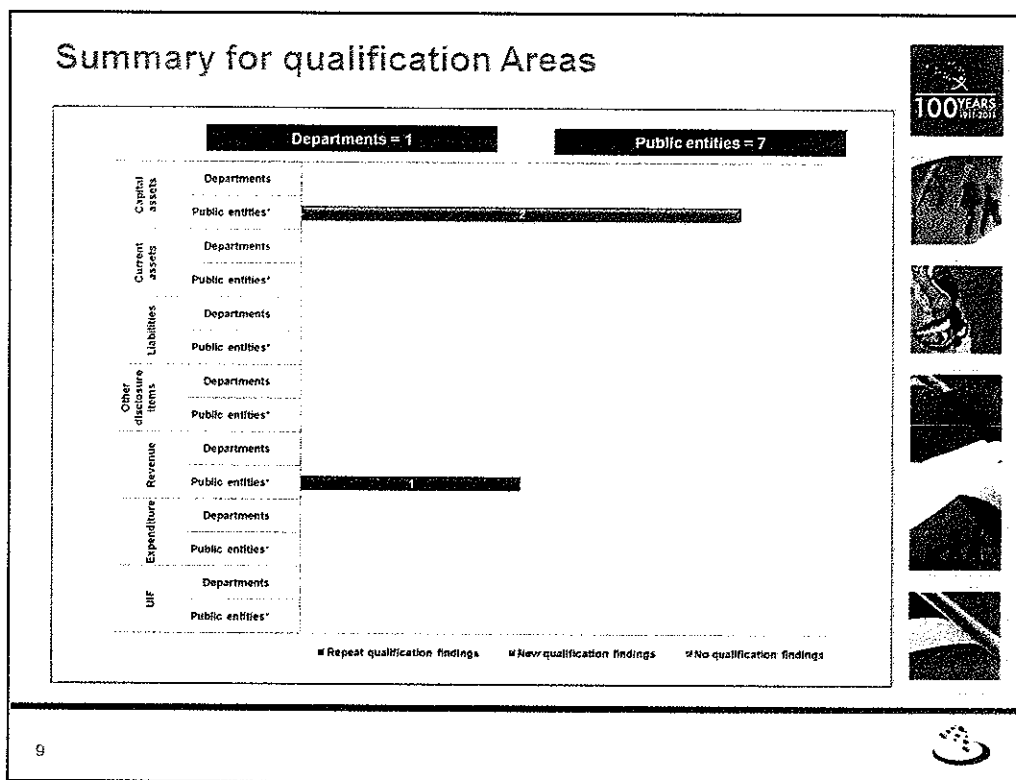 Summary for qualification Areas
100 YEARS
1911-2011
Departments = 1
Public entities = 7
Capital assets
Departments
Public entities*
2
Current assets
Departments
Public entities*
Liabilities
Departments
Public entities*
Other disclosure items
Departments
Public entities*
Revenue
Departments
Public entities*
1
Expenditure
Departments
Public entities*
UIF
Departments
Public entities*
Repeat qualification findings
New qualification findings
No qualification findings
9